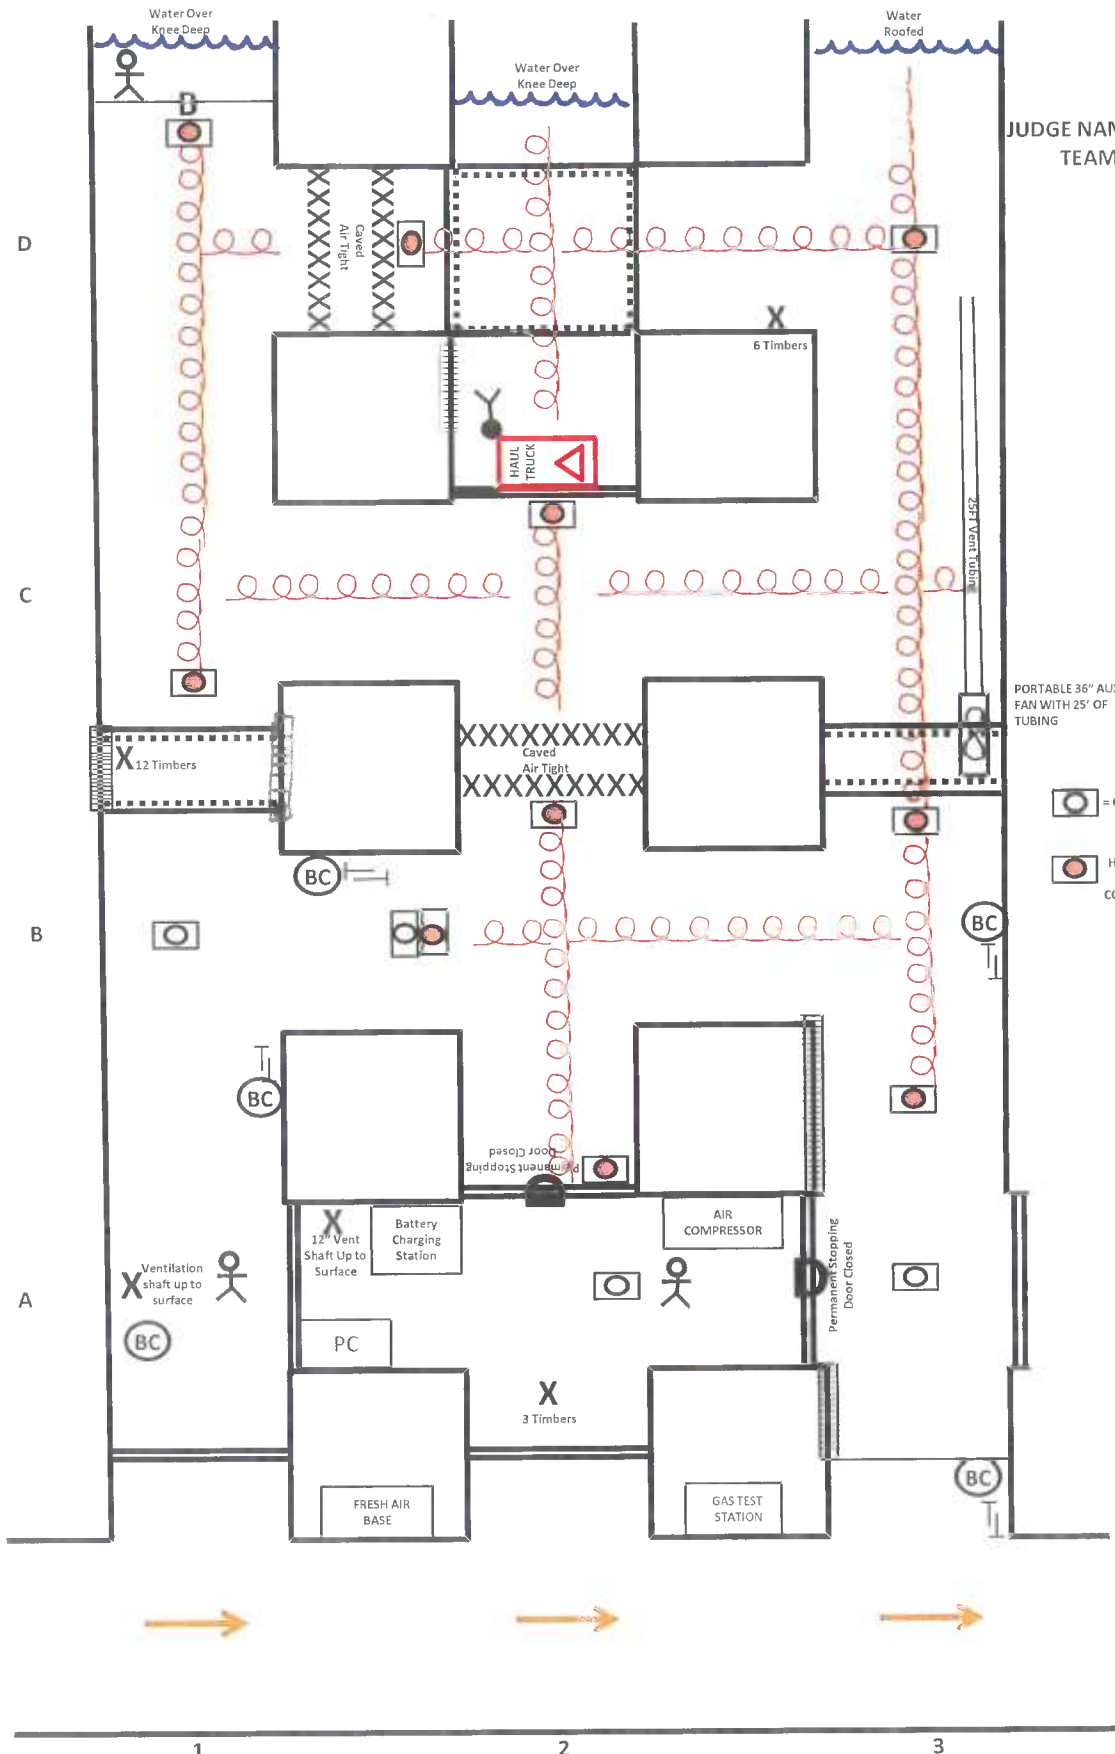 Water Over
Knee Deep
Water Over
Knee Deep
Water
Roofed
JUDGE NAM
TEAM
B
D
Caved
Air Tight
X
6 Timbers
HAUL
TRUCK
25FT Vent Tubing
C
PORTABLE 36" AUX
FAN WITH 25' OF
TUBING
X 12 Timbers
Caved
Air Tight
BC
BC
B
BC
Permanent Stopping
Door Closed
X
12" Vent
Shaft Up to
Surface
Battery
Charging
Station
AIR
COMPRESSOR
Permanent Stopping
Door Closed
D
X Ventilation
shaft up to
surface
A
BC
PC
X
3 Timbers
BC
FRESH AIR
BASE
GAS TEST
STATION
1
2
3